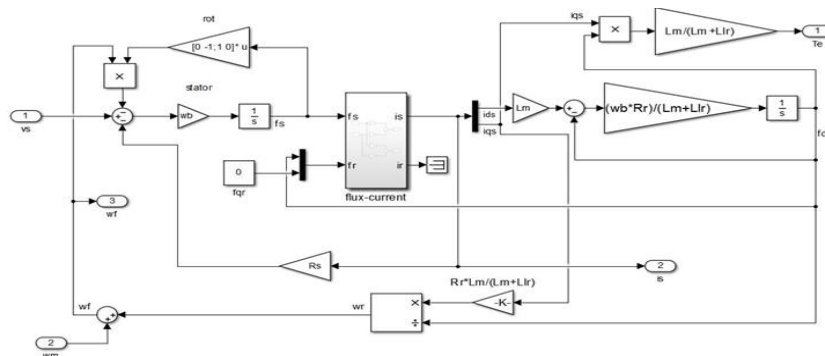 rot
[0 -1;1 0]* u
iqs
×
Lm/(Lm +Llr)
1
Te
×
stator
1
vs
wb
1
s
fs
fs
is
ids
iqs
Lm
(wb*Rr)/(Lm+Llr)
1
s
0
fqr
fr
ir
flux-current
3
wf
Rs
2
is
Rr*Lm/(Lm+Llr)
-K-
wf
wr
×
÷
2
wm